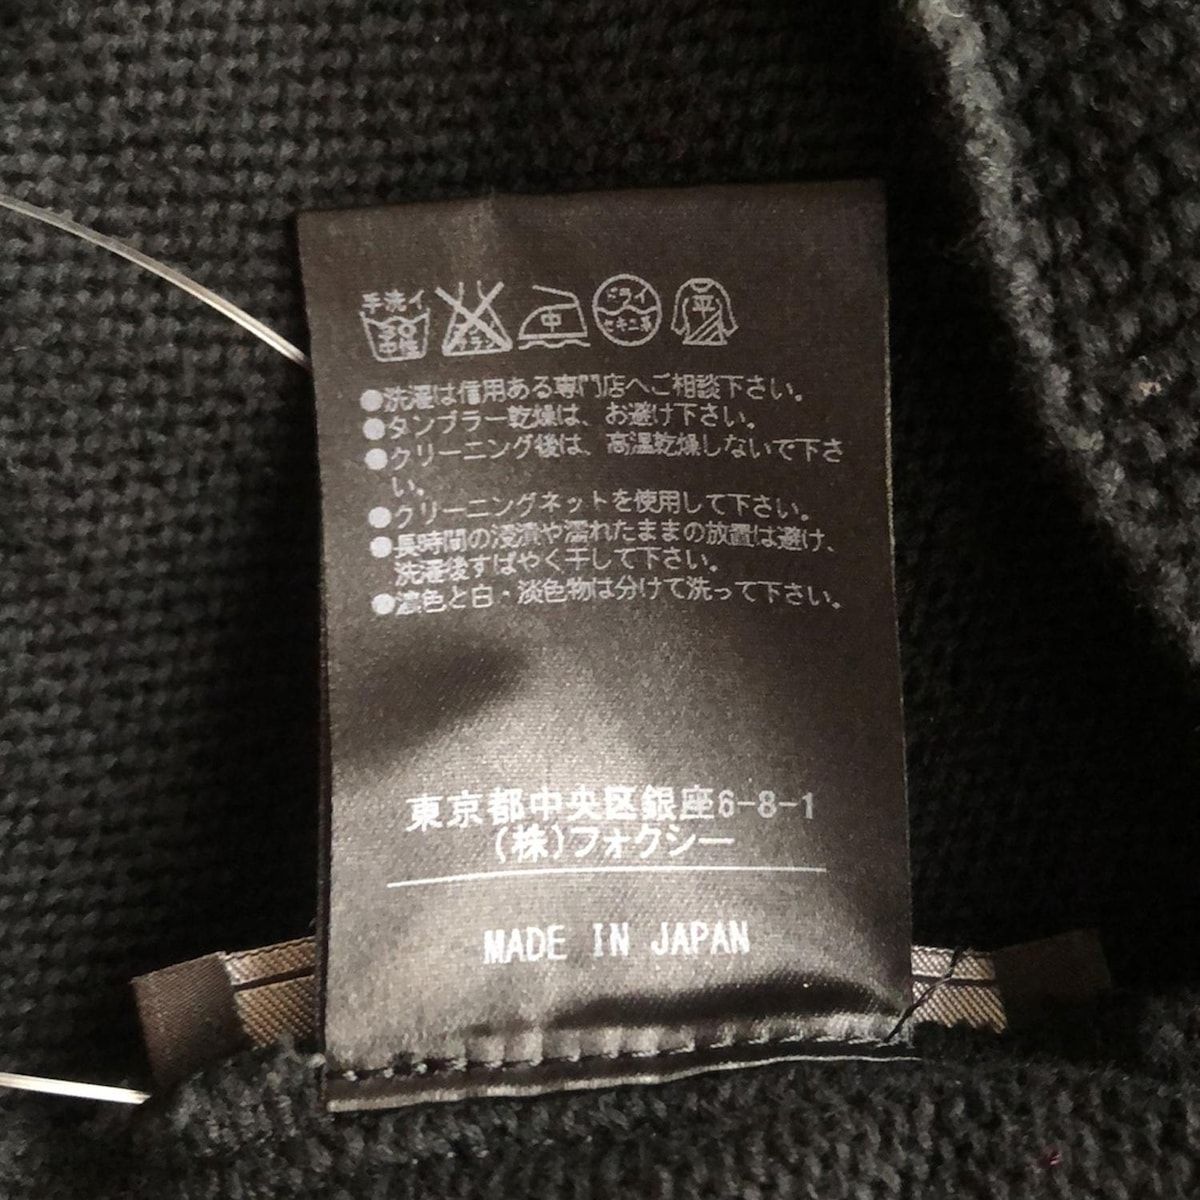 手洗イ
30
中性
中
ドライ
セキユ系
平
●洗濯は信用ある専門店へご相談下さい。
●タンブラー乾燥は、お避け下さい。
●クリーニング後は、高温乾燥しないで下さ
い。
●クリーニングネットを使用して下さい。
●長時間の浸漬や濡れたままの放置は避け、
洗濯後すばやく干して下さい。
●濃色と白・淡色物は分けて洗って下さい。
東京都中央区銀座6-8-1
(株)フォクシー
MADE IN JAPAN